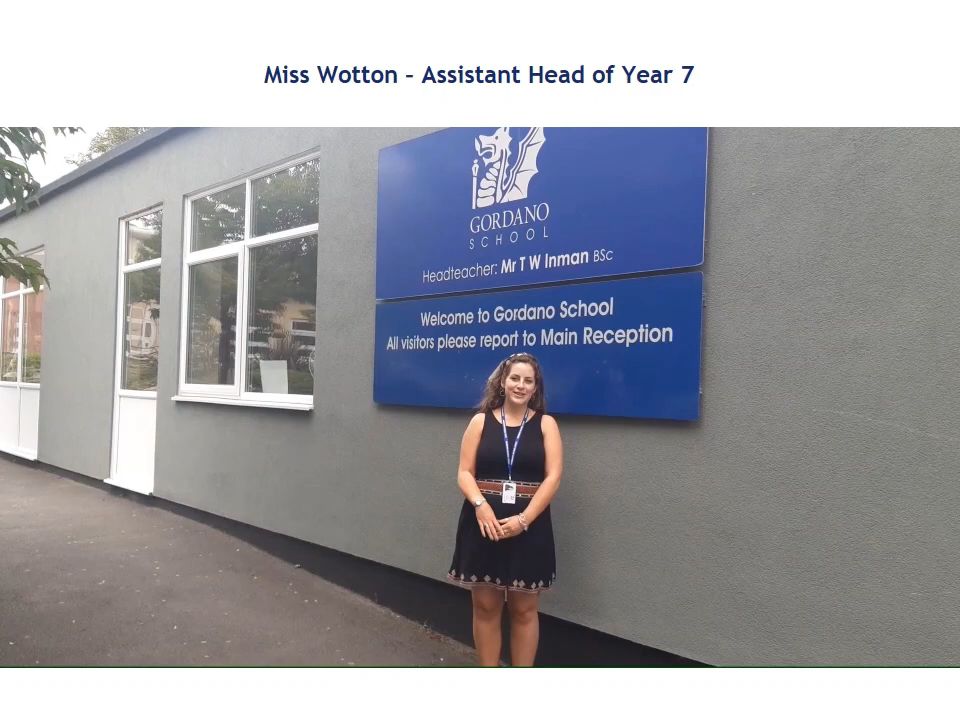 Miss Wotton – Assistant Head of Year 7
GORDANO
SCHOOL
Headteacher: Mr T W Inman BSc
Welcome to Gordano School
All visitors please report to Main Reception